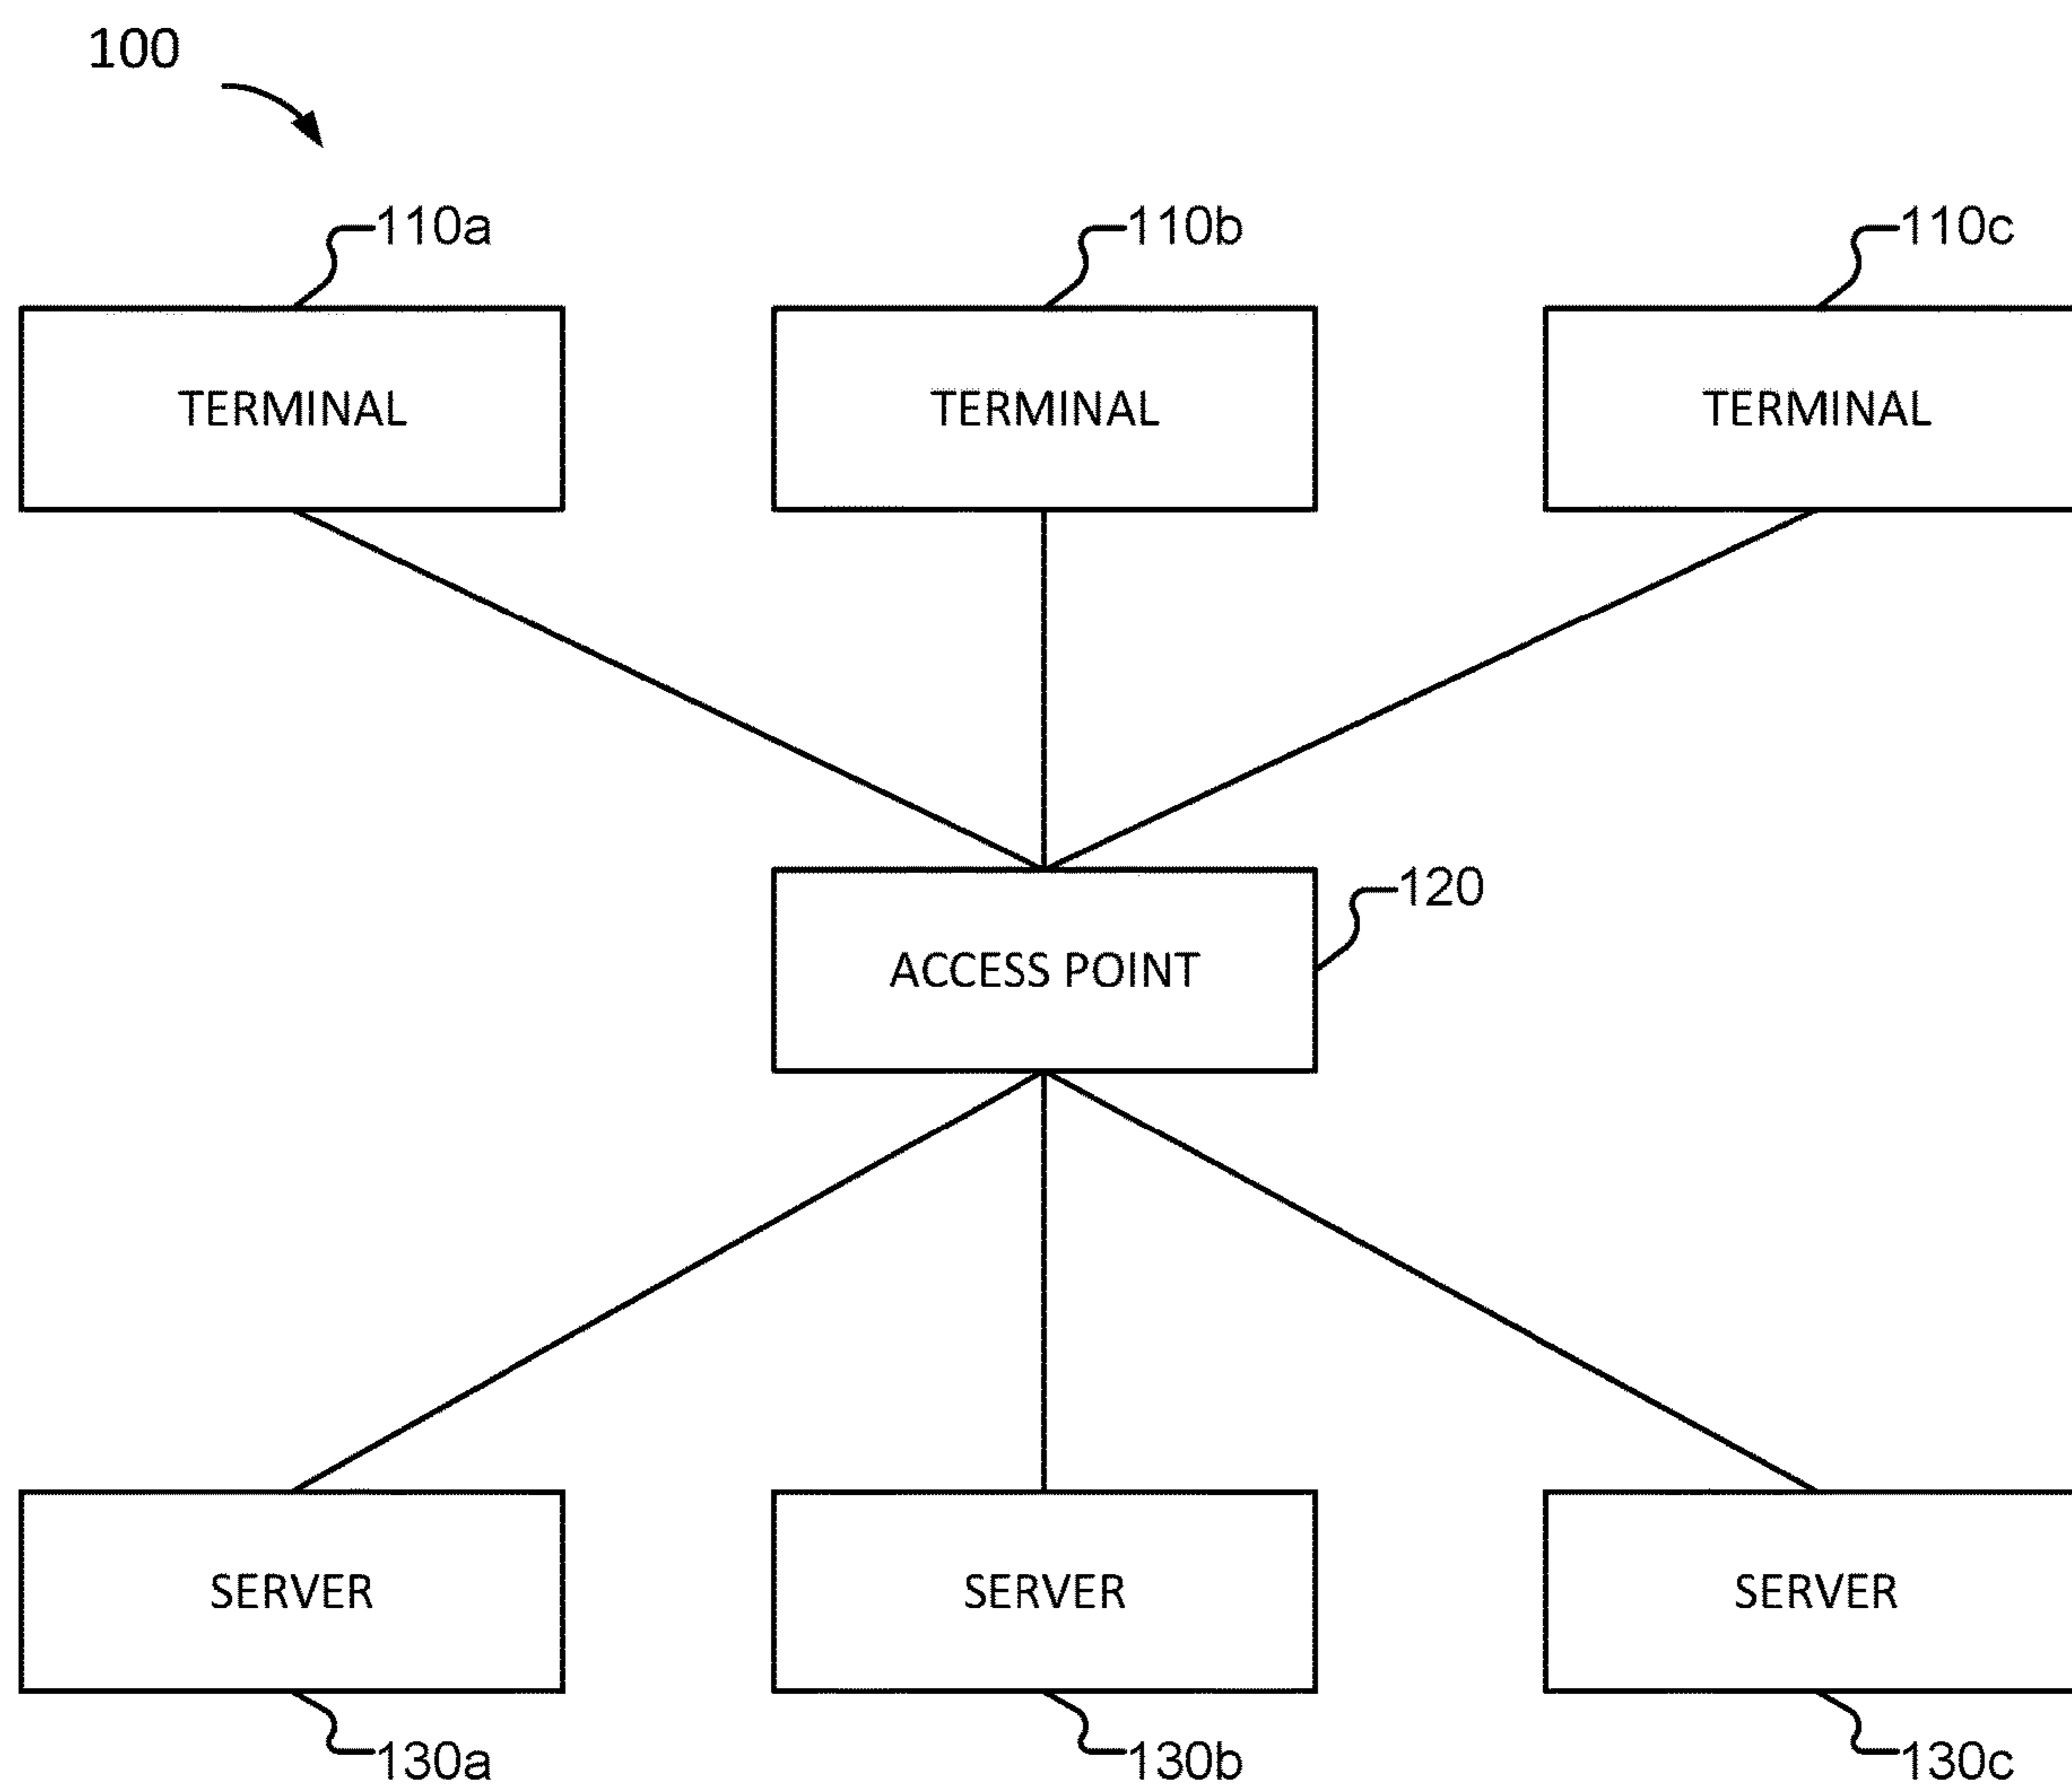 100
110a 110b 110c
TERMINAL TERMINAL TERMINAL
120
ACCESS POINT
SERVER SERVER SERVER
130a 130b 130c